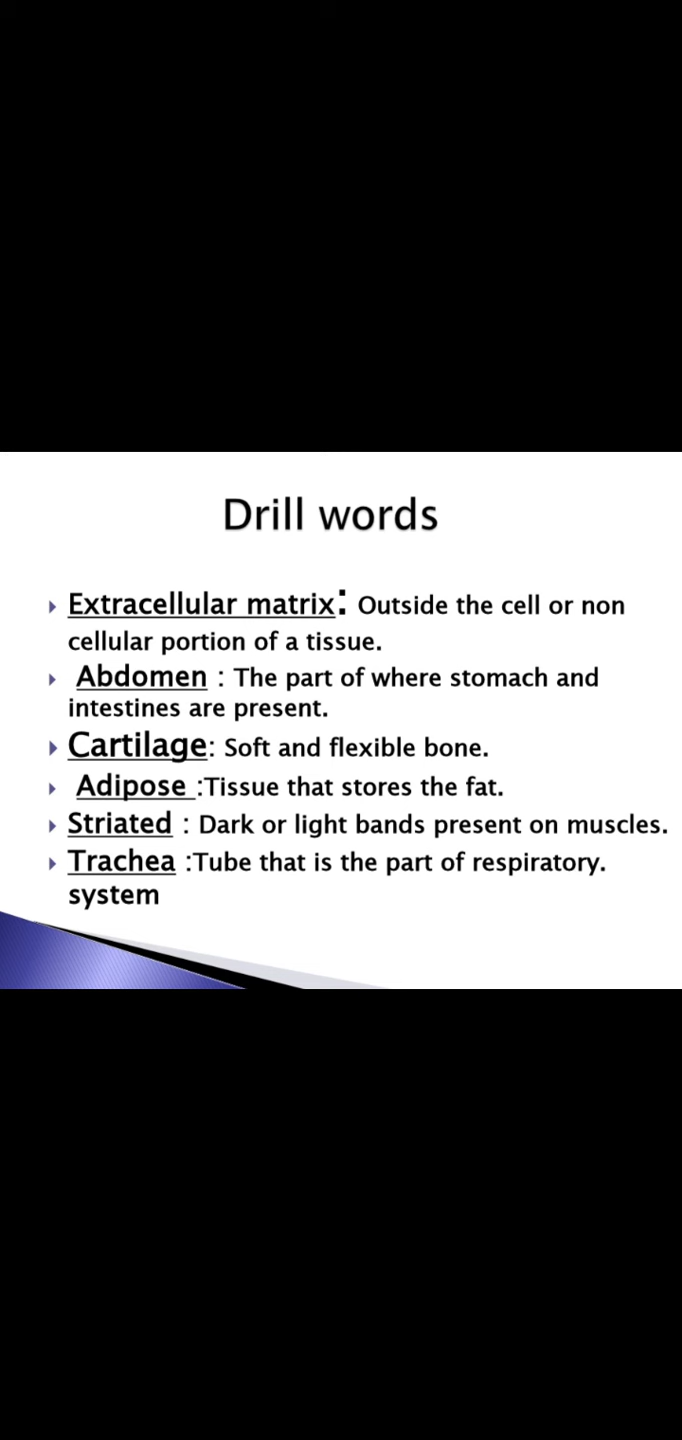 Drill words
Extracellular matrix: Outside the cell or non
cellular portion of a tissue.
Abdomen : The part of where stomach and
intestines are present.
Cartilage: Soft and flexible bone.
Adipose :Tissue that stores the fat.
Striated : Dark or light bands present on muscles.
Trachea :Tube that is the part of respiratory.
system